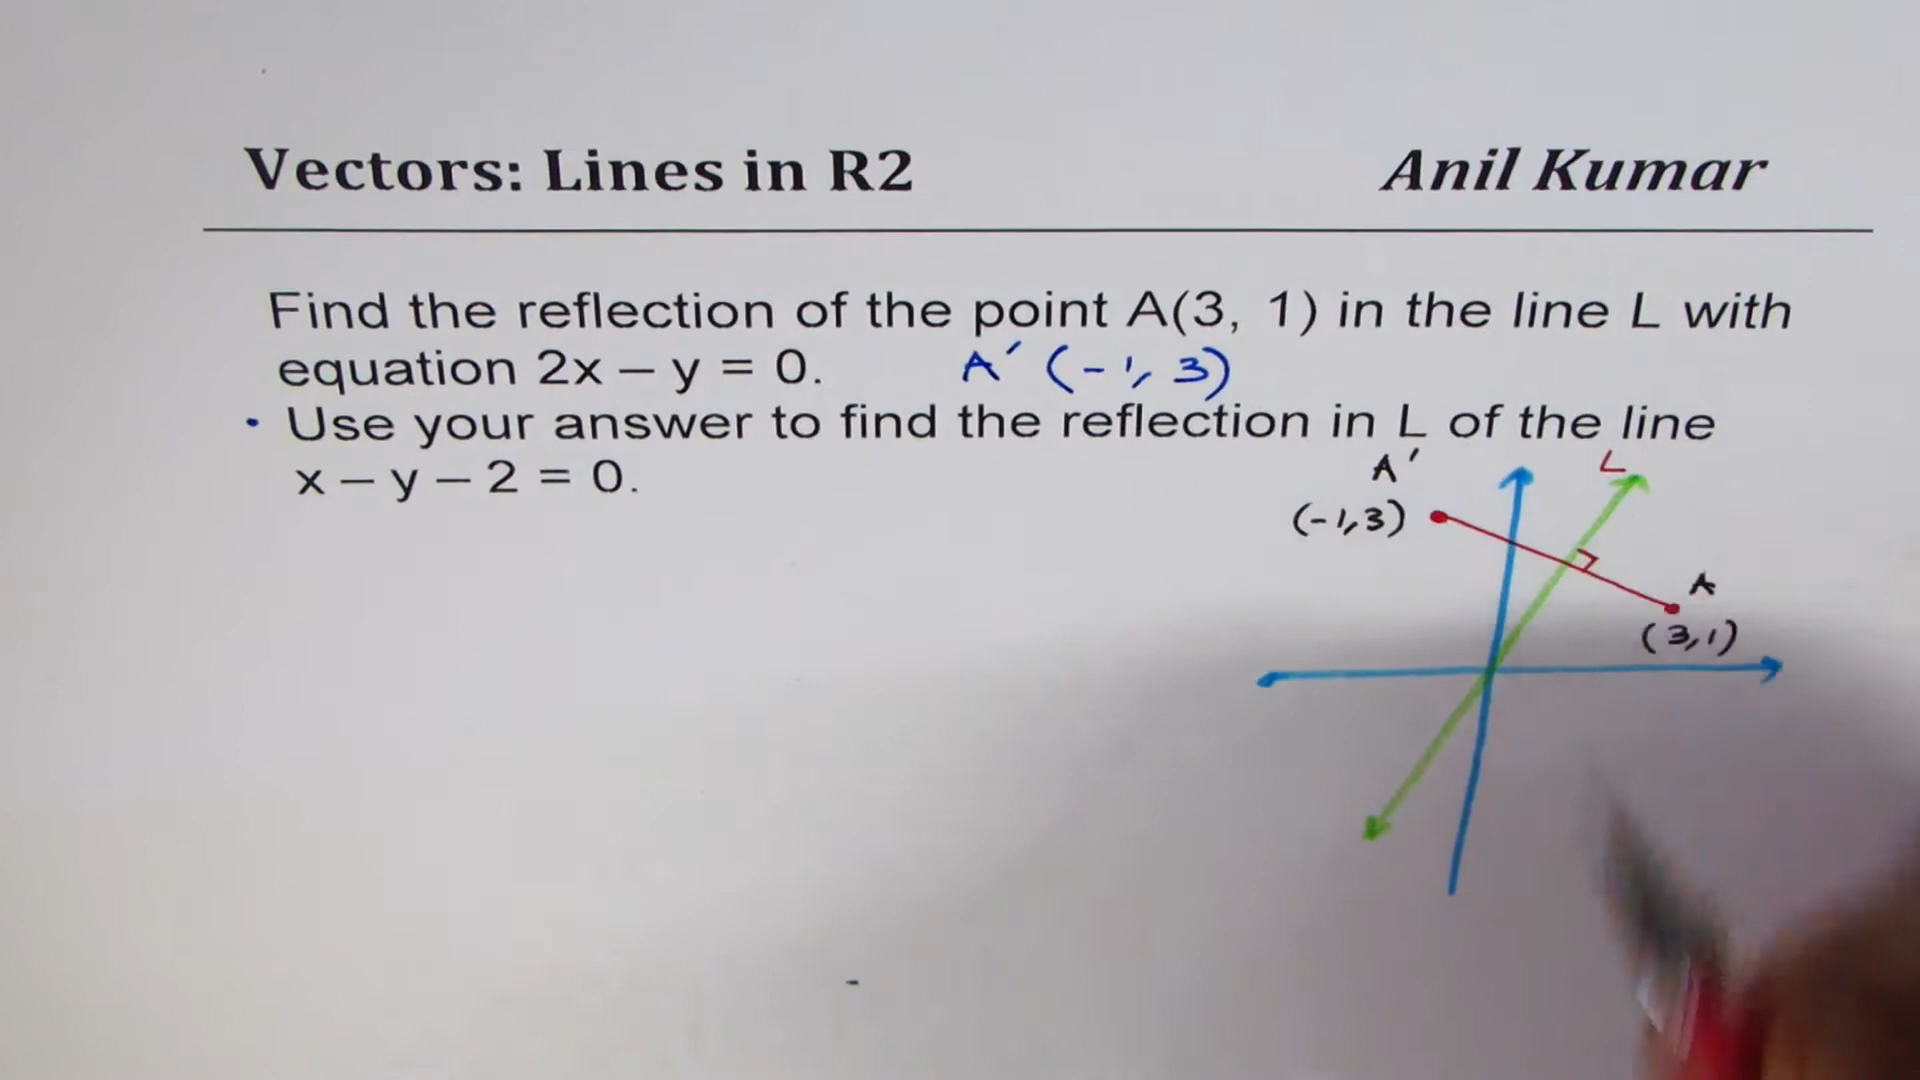 Vectors: Lines in R2 Anil Kumar
Find the reflection of the point A(3, 1) in the line L with
equation 2x – y = 0. A′ (-1, 3)
• Use your answer to find the reflection in L of the line
x – y – 2 = 0.
A′
L
(-1,3)
A
(3,1)